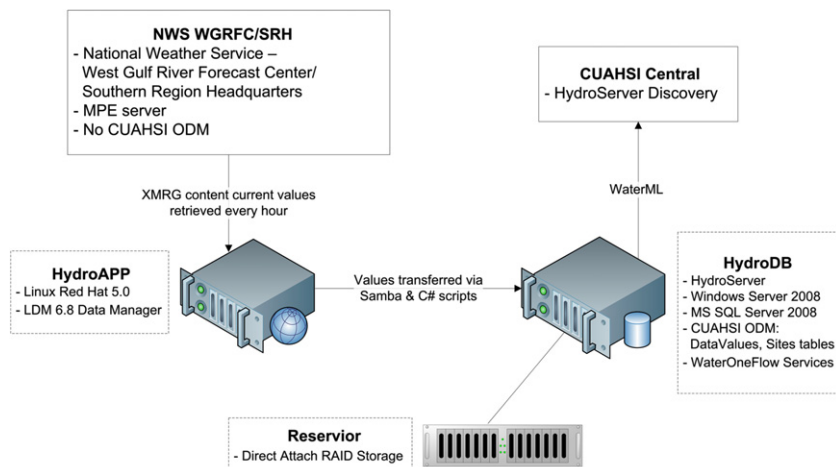 NWS WGRFC/SRH
- National Weather Service –
West Gulf River Forecast Center/
Southern Region Headquarters
- MPE server
- No CUAHSI ODM
CUAHSI Central
- HydroServer Discovery
XMRG content current values
retrieved every hour
WaterML
HydroAPP
- Linux Red Hat 5.0
- LDM 6.8 Data Manager
Values transferred via
Samba & C# scripts
HydroDB
- HydroServer
- Windows Server 2008
- MS SQL Server 2008
- CUAHSI ODM:
DataValues, Sites tables
- WaterOneFlow Services
Reservior
- Direct Attach RAID Storage